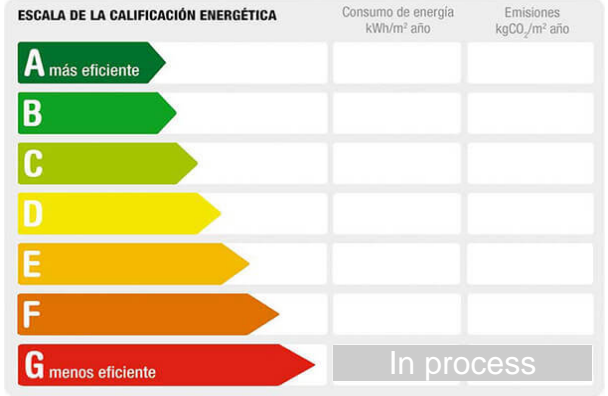 ESCALA DE LA CALIFICACIÓN ENERGÉTICA
Consumo de energía
kWh/m² año
Emisiones
kgCO₂/m² año
A más eficiente
B
C
D
E
F
G menos eficiente
In process